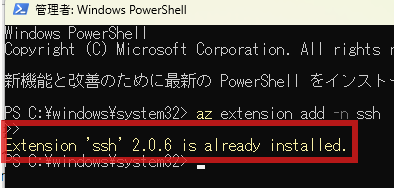 管理者: Windows PowerShell
Windows PowerShell
Copyright (C) Microsoft Corporation. All rights r
新機能と改善のために最新の PowerShell をインスト
PS C:¥windows¥system32> az extension add -n ssh
>>
Extension 'ssh' 2.0.6 is already installed.
PS C:¥windows¥system32>